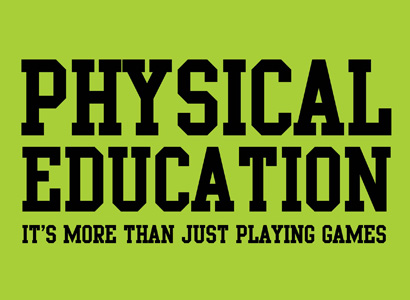 PHYSICAL
EDUCATION
IT'S MORE THAN JUST PLAYING GAMES